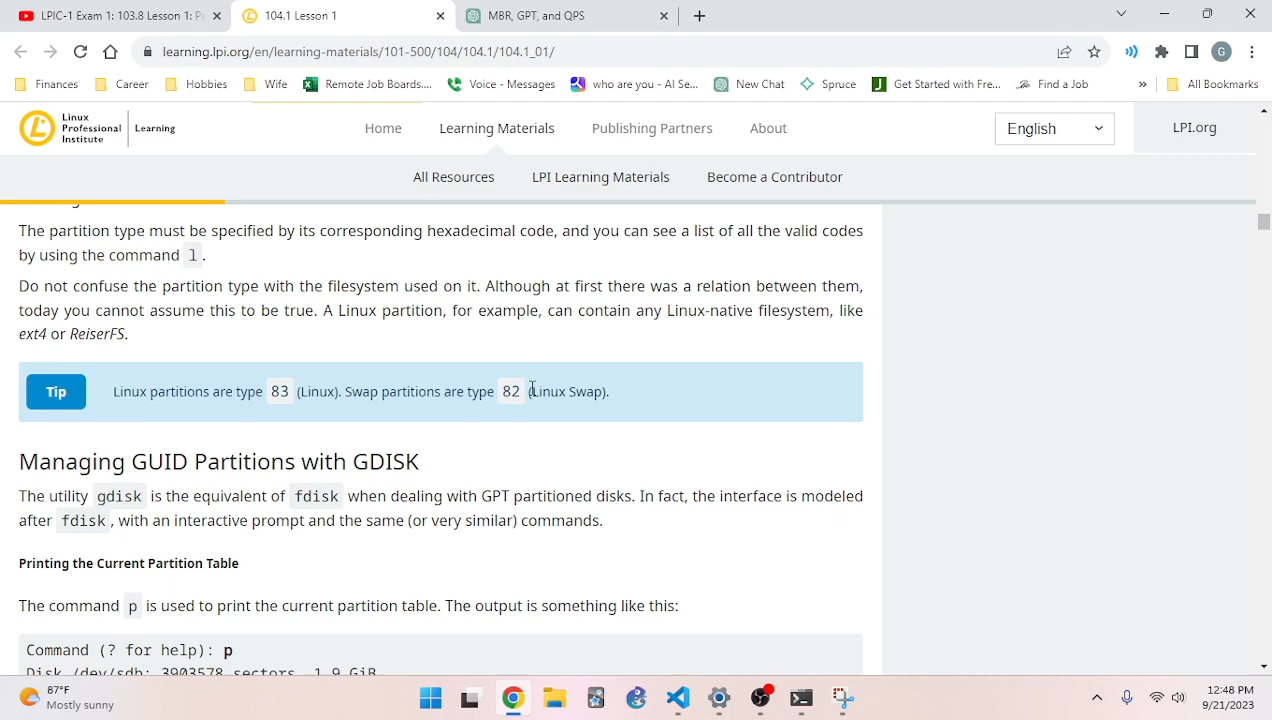 LPIC-1 Exam 1: 103.8 Lesson 1: Pa
104.1 Lesson 1
MBR, GPT, and QPS
learning.lpi.org/en/learning-materials/101-500/104/104.1/104.1_01/
G
Finances
Career
Hobbies
Wife
Remote Job Boards....
Voice - Messages
who are you - AI Se...
New Chat
Spruce
Get Started with Fre...
Find a Job
»
All Bookmarks
Linux
Professional
Institute
Learning
Home
Learning Materials
Publishing Partners
About
English
LPI.org
All Resources
LPI Learning Materials
Become a Contributor
The partition type must be specified by its corresponding hexadecimal code, and you can see a list of all the valid codes
by using the command l.
Do not confuse the partition type with the filesystem used on it. Although at first there was a relation between them,
today you cannot assume this to be true. A Linux partition, for example, can contain any Linux-native filesystem, like
ext4 or ReiserFS.
Tip
Linux partitions are type 83 (Linux). Swap partitions are type 82 (Linux Swap).
Managing GUID Partitions with GDISK
The utility gdisk is the equivalent of fdisk when dealing with GPT partitioned disks. In fact, the interface is modeled
after fdisk, with an interactive prompt and the same (or very similar) commands.
Printing the Current Partition Table
The command p is used to print the current partition table. The output is something like this:
Command (? for help): p
Disk /dev/sdb: 3903578 sectors, 1.9 GiB
87°F
Mostly sunny
12:48 PM
9/21/2023